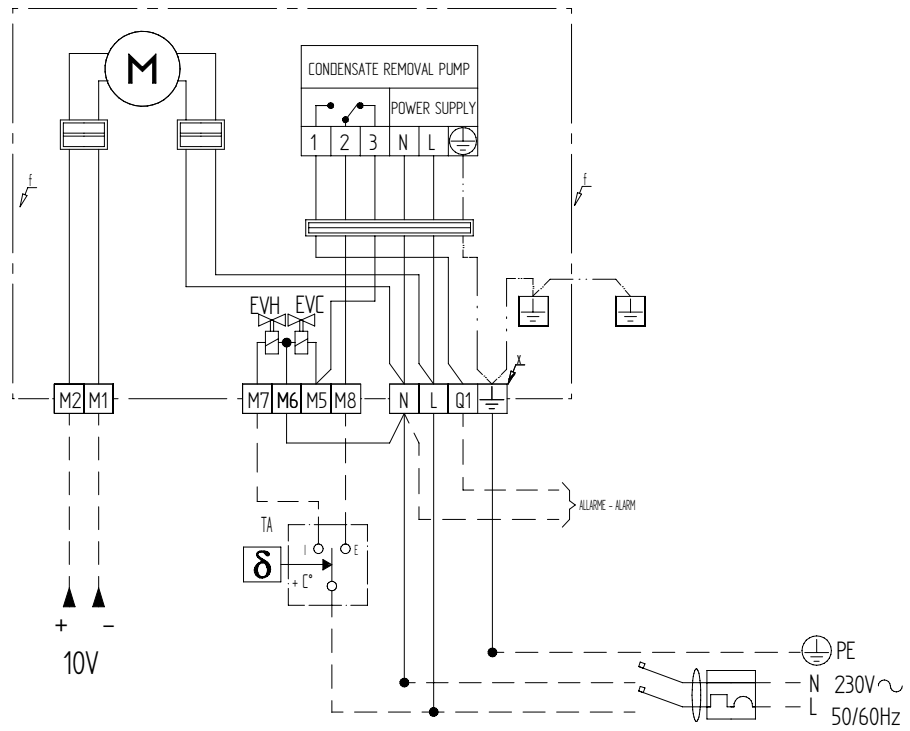 M
CONDENSATE REMOVAL PUMP
POWER SUPPLY
1 2 3 N L
f
f
EVH EVC
X
M2 M1 M7 M6 M5 M8 N L Q1
ALLARME - ALARM
TA
I E
δ
+ C°
+ -
10V
PE
N 230V~
L 50/60Hz